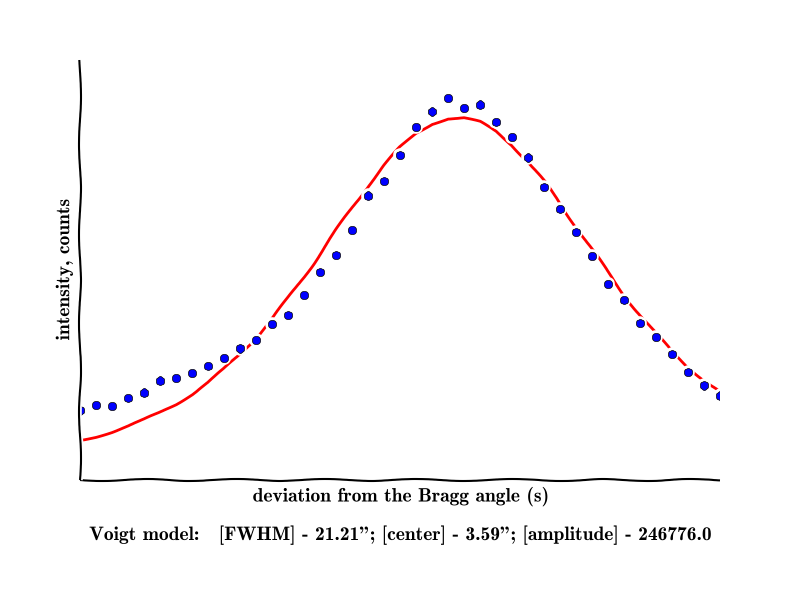 intensity, counts
deviation from the Bragg angle (s)
Voigt model: [FWHM] - 21.21”; [center] - 3.59”; [amplitude] - 246776.0